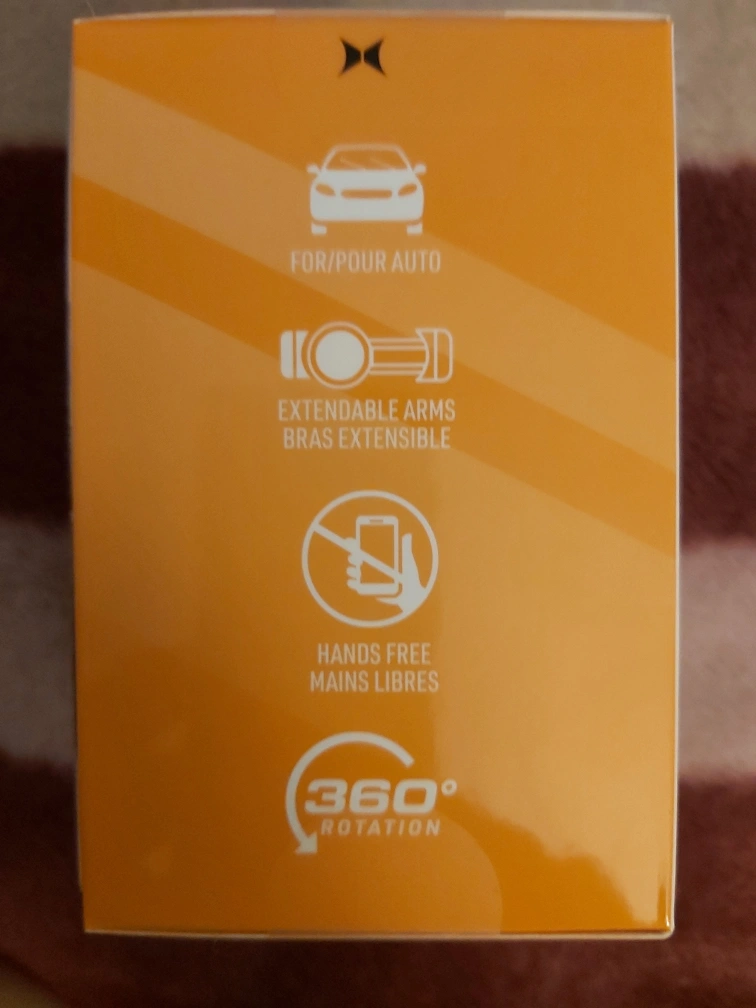 FOR/POUR AUTO
EXTENDABLE ARMS
BRAS EXTENSIBLE
HANDS FREE
MAINS LIBRES
360°
ROTATION